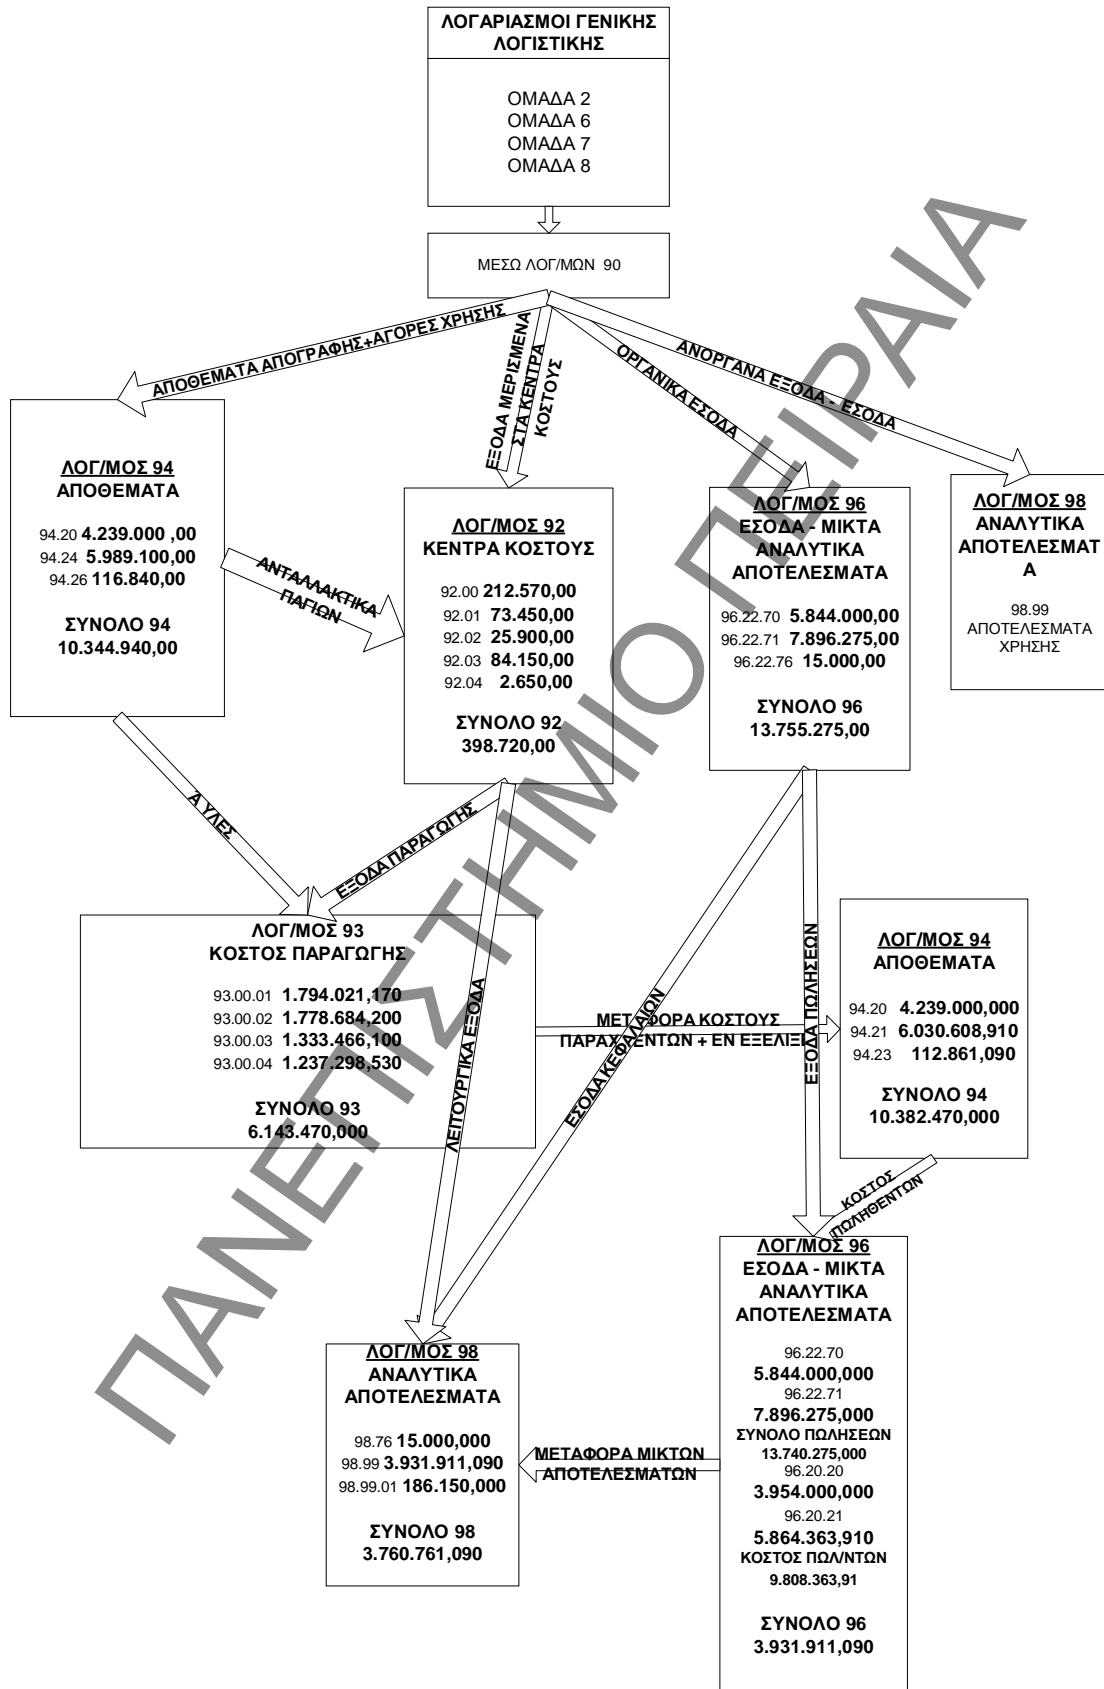 ΛΟΓΑΡΙΑΣΜΟΙ ΓΕΝΙΚΗΣ
ΛΟΓΙΣΤΙΚΗΣ
ΟΜΑΔΑ 2
ΟΜΑΔΑ 6
ΟΜΑΔΑ 7
ΟΜΑΔΑ 8
ΜΕΣΩ ΛΟΓ/ΜΩΝ 90
ΑΠΟΘΕΜΑΤΑ ΑΠΟΓΡΑΦΗΣ+ΑΓΟΡΕΣ ΧΡΗΣΗΣ
ΕΞΟΔΑ ΜΕΡΙΣΜΕΝΑ
ΣΤΑ ΚΕΝΤΡΑ
ΚΟΣΤΟΥΣ
ΟΡΓΑΝΙΚΑ ΕΣΟΔΑ
ΑΝΟΡΓΑΝΑ ΕΞΟΔΑ - ΕΣΟΔΑ
ΛΟΓ/ΜΟΣ 94
ΑΠΟΘΕΜΑΤΑ
94.20 4.239.000 ,00
94.24 5.989.100,00
94.26 116.840,00
ΣΥΝΟΛΟ 94
10.344.940,00
ΑΝΤΑΛΛΑΚΤΙΚΑ
ΠΑΓΙΩΝ
ΛΟΓ/ΜΟΣ 92
ΚΕΝΤΡΑ ΚΟΣΤΟΥΣ
92.00 212.570,00
92.01 73.450,00
92.02 25.900,00
92.03 84.150,00
92.04 2.650,00
ΣΥΝΟΛΟ 92
398.720,00
ΛΟΓ/ΜΟΣ 96
ΕΣΟΔΑ - ΜΙΚΤΑ
ΑΝΑΛΥΤΙΚΑ
ΑΠΟΤΕΛΕΣΜΑΤΑ
96.22.70 5.844.000,00
96.22.71 7.896.275,00
96.22.76 15.000,00
ΣΥΝΟΛΟ 96
13.755.275,00
ΛΟΓ/ΜΟΣ 98
ΑΝΑΛΥΤΙΚΑ
ΑΠΟΤΕΛΕΣΜΑΤ
Α
98.99
ΑΠΟΤΕΛΕΣΜΑΤΑ
ΧΡΗΣΗΣ
Α ΥΛΕΣ
ΕΞΟΔΑ ΠΑΡΑΓΩΓΗΣ
ΛΕΙΤΟΥΡΓΙΚΑ ΕΞΟΔΑ
ΕΣΟΔΑ ΚΕΦΑΛΑΙΩΝ
ΕΞΟΔΑ ΠΩΛΗΣΕΩΝ
ΛΟΓ/ΜΟΣ 93
ΚΟΣΤΟΣ ΠΑΡΑΓΩΓΗΣ
93.00.01 1.794.021,170
93.00.02 1.778.684,200
93.00.03 1.333.466,100
93.00.04 1.237.298,530
ΣΥΝΟΛΟ 93
6.143.470,000
ΜΕΤΑΦΟΡΑ ΚΟΣΤΟΥΣ
ΠΑΡΑΧΘΕΝΤΩΝ + ΕΝ ΕΞΕΛΙΞΕΙ
ΛΟΓ/ΜΟΣ 94
ΑΠΟΘΕΜΑΤΑ
94.20 4.239.000,000
94.21 6.030.608,910
94.23 112.861,090
ΣΥΝΟΛΟ 94
10.382.470,000
ΚΟΣΤΟΣ
ΠΩΛΗΘΕΝΤΩΝ
ΛΟΓ/ΜΟΣ 96
ΕΣΟΔΑ - ΜΙΚΤΑ
ΑΝΑΛΥΤΙΚΑ
ΑΠΟΤΕΛΕΣΜΑΤΑ
96.22.70
5.844.000,000
96.22.71
7.896.275,000
ΣΥΝΟΛΟ ΠΩΛΗΣΕΩΝ
13.740.275,000
96.20.20
3.954.000,000
96.20.21
5.864.363,910
ΚΟΣΤΟΣ ΠΩΛ/ΝΤΩΝ
9.808.363,91
ΣΥΝΟΛΟ 96
3.931.911,090
ΜΕΤΑΦΟΡΑ ΜΙΚΤΩΝ
ΑΠΟΤΕΛΕΣΜΑΤΩΝ
ΛΟΓ/ΜΟΣ 98
ΑΝΑΛΥΤΙΚΑ
ΑΠΟΤΕΛΕΣΜΑΤΑ
98.76 15.000,000
98.99 3.931.911,090
98.99.01 186.150,000
ΣΥΝΟΛΟ 98
3.760.761,090
ΠΑΝΕΠΙΣΤΗΜΙΟ ΠΕΙΡΑΙΑ